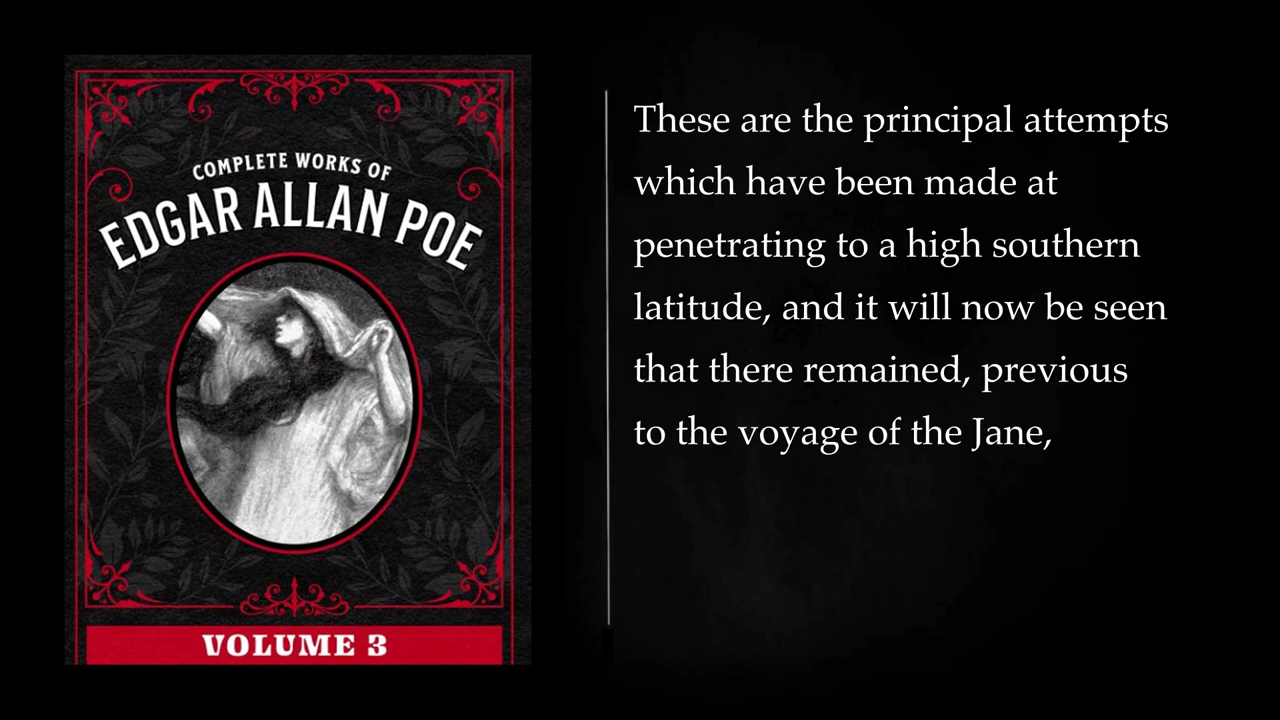 COMPLETE WORKS OF
EDGAR ALLAN POE
VOLUME 3
These are the principal attempts
which have been made at
penetrating to a high southern
latitude, and it will now be seen
that there remained, previous
to the voyage of the Jane,